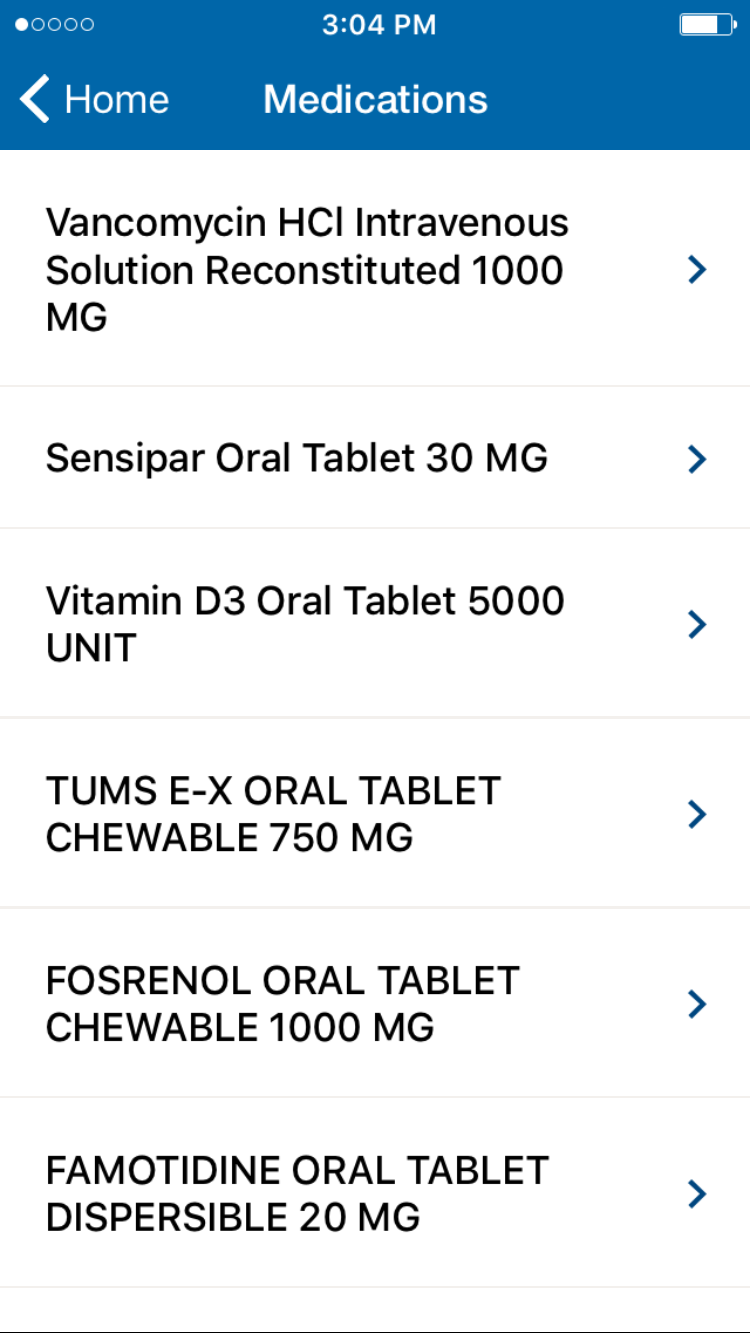 3:04 PM
Home
Medications
Vancomycin HCl Intravenous
Solution Reconstituted 1000
MG
Sensipar Oral Tablet 30 MG
Vitamin D3 Oral Tablet 5000
UNIT
TUMS E-X ORAL TABLET
CHEWABLE 750 MG
FOSRENOL ORAL TABLET
CHEWABLE 1000 MG
FAMOTIDINE ORAL TABLET
DISPERSIBLE 20 MG